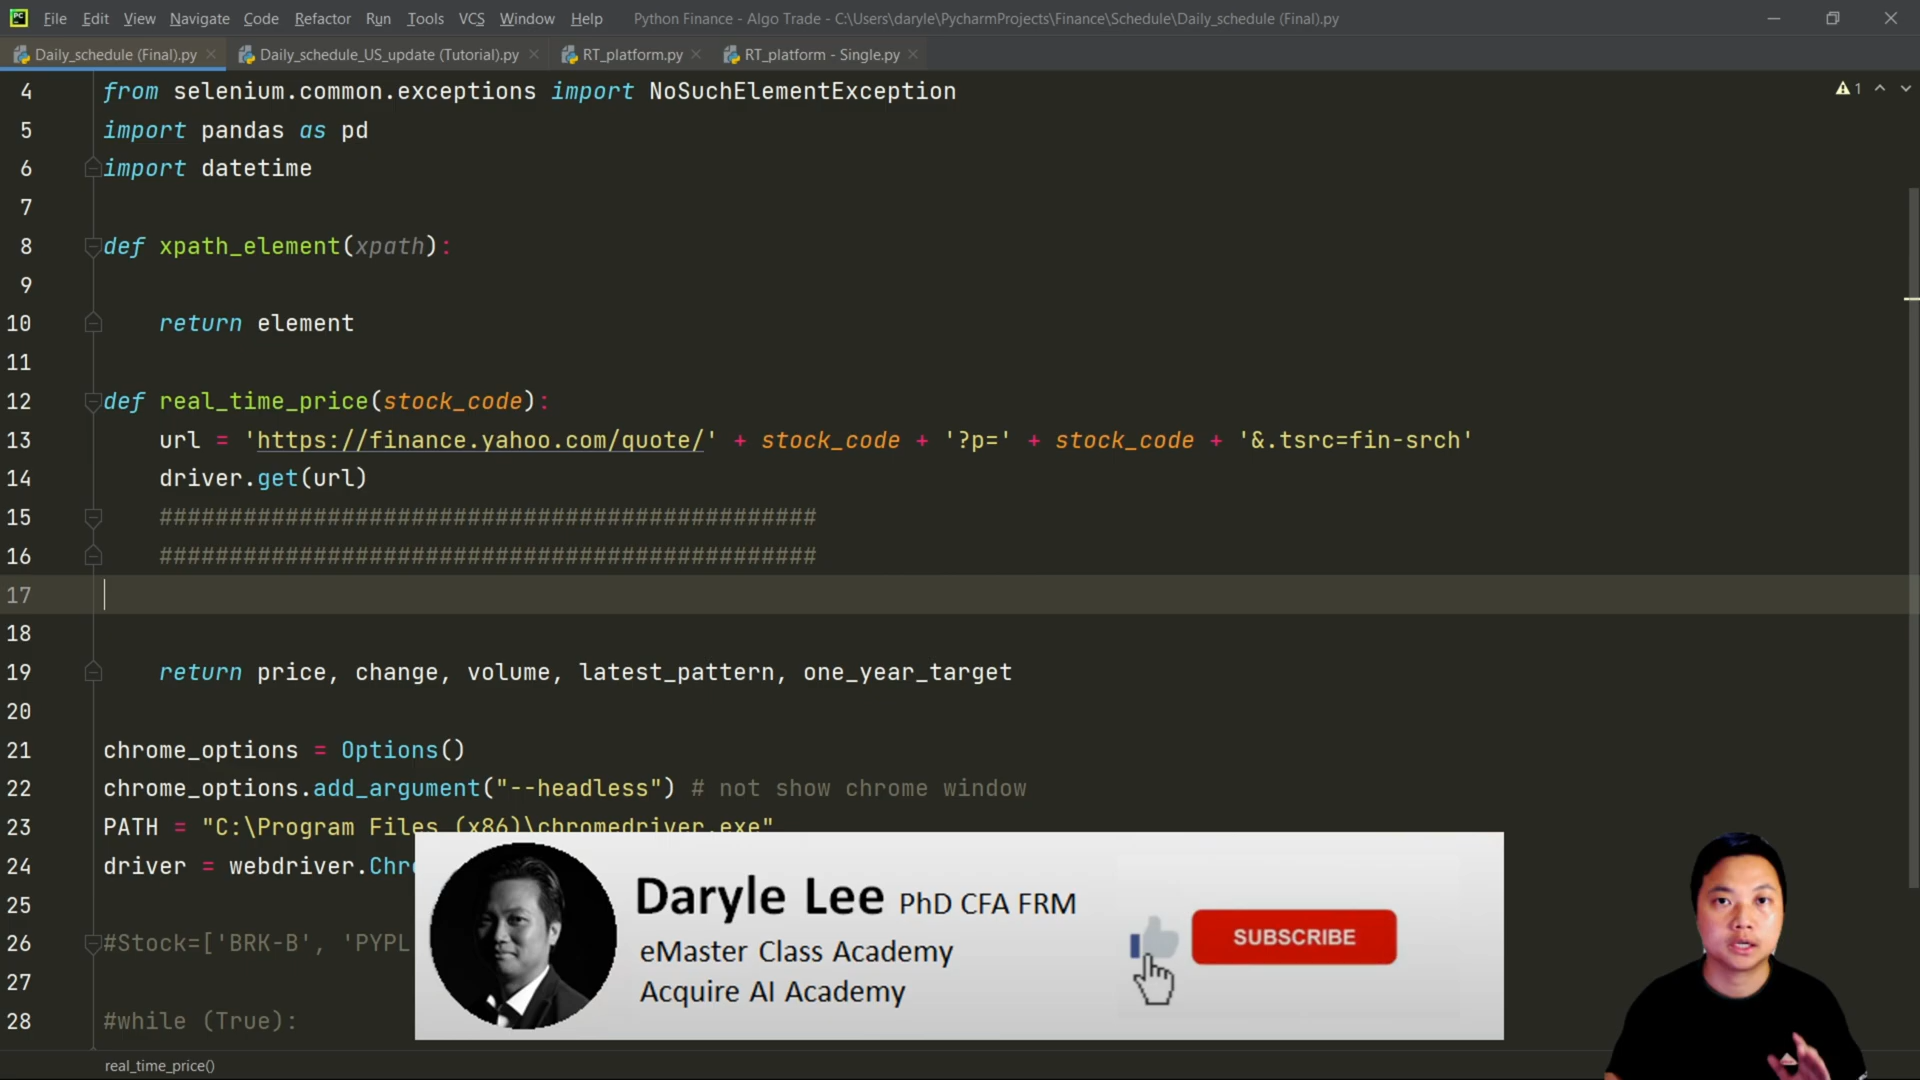 PC File Edit View Navigate Code Refactor Run Tools VCS Window Help Python Finance - Algo Trade - C:\Users\daryle\PycharmProjects\Finance\Schedule\Daily_schedule (Final).py
Daily_schedule (Final).py Daily_schedule_US_update (Tutorial).py RT_platform.py RT_platform - Single.py
4 from selenium.common.exceptions import NoSuchElementException
1
5 import pandas as pd
6 import datetime
7
8 def xpath_element(xpath):
9
10 return element
11
12 def real_time_price(stock_code):
13 url = 'https://finance.yahoo.com/quote/' + stock_code + '?p=' + stock_code + '&.tsrc=fin-srch'
14 driver.get(url)
15 ###############################################
16 ###############################################
17
18
19 return price, change, volume, latest_pattern, one_year_target
20
21 chrome_options = Options()
22 chrome_options.add_argument("--headless") # not show chrome window
23 PATH = "C:\Program Files (x86)\chromedriver.exe"
24 driver = webdriver.Chr
25
26 #Stock=['BRK-B', 'PYPL
27
28 #while (True):
Daryle Lee PhD CFA FRM
eMaster Class Academy
Acquire AI Academy
SUBSCRIBE
real_time_price()